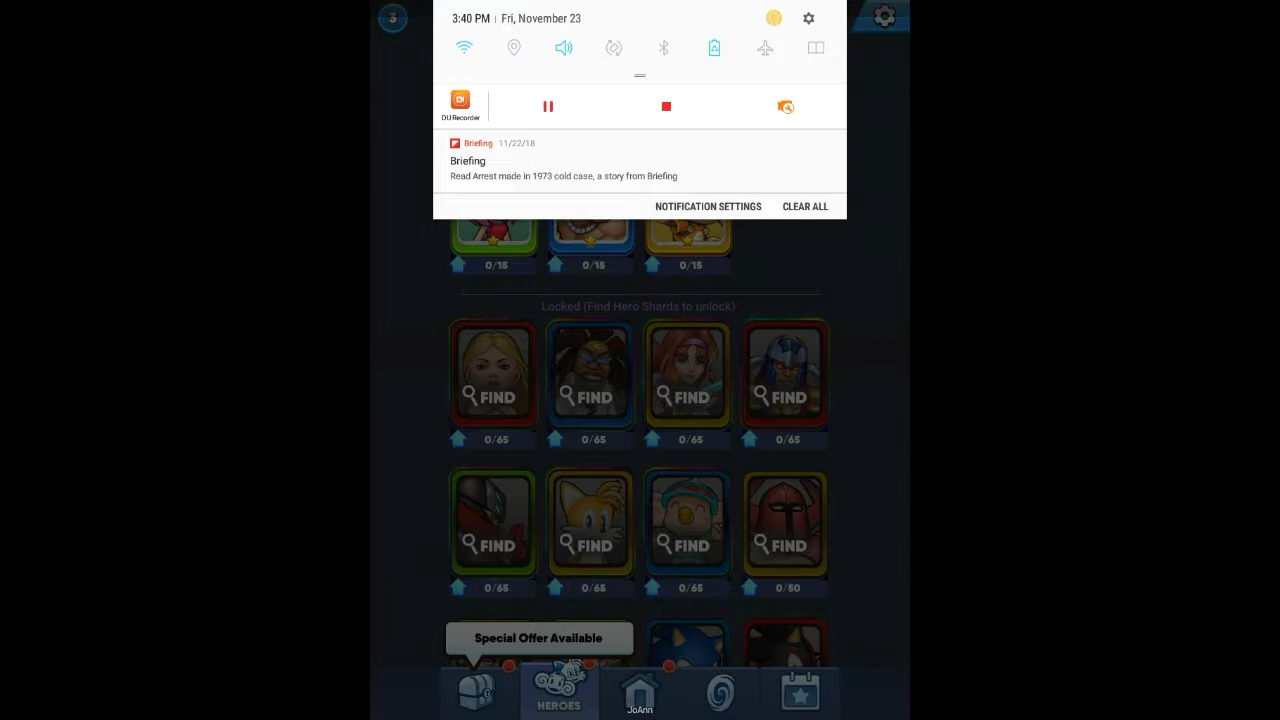 3
3:40 PM | Fri, November 23
DU Recorder
Briefing 11/22/18
Briefing
Read Arrest made in 1973 cold case, a story from Briefing
NOTIFICATION SETTINGS CLEAR ALL
0/15 0/15 0/15
Locked (Find Hero Shards to unlock)
FIND FIND FIND FIND
0/65 0/65 0/65 0/65
FIND FIND FIND FIND
0/65 0/65 0/65 0/50
Special Offer Available
HEROES
JoAnn